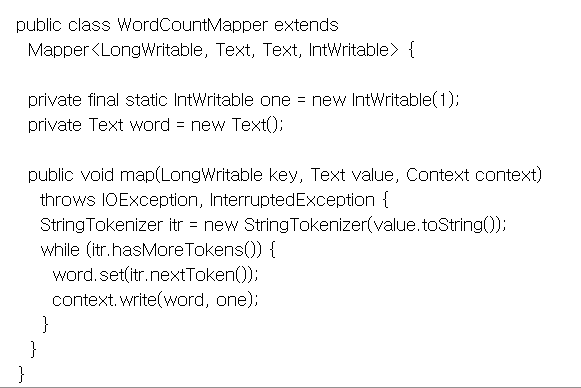 public class WordCountMapper extends
Mapper<LongWritable, Text, Text, IntWritable> {
private final static IntWritable one = new IntWritable(1);
private Text word = new Text();
public void map(LongWritable key, Text value, Context context)
throws IOException, InterruptedException {
StringTokenizer itr = new StringTokenizer(value.toString());
while (itr.hasMoreTokens()) {
word.set(itr.nextToken());
context.write(word, one);
}
}
}